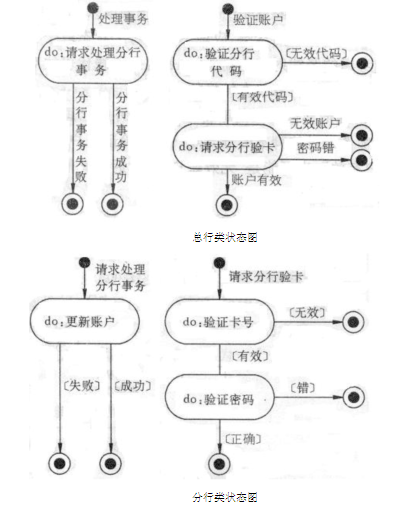 处理事务
do:请求处理分行
事 务
分行事务失败
分行事务成功
验证账户
do:验证分行
代 码
〔无效代码〕
〔有效代码〕
do:请求分行验卡
无效账户
密码错
账户有效
总行类状态图
请求处理
分行事务
do:更新账户
〔失败〕
〔成功〕
请求分行验卡
do:验证卡号
〔无效〕
〔有效〕
do:验证密码
〔错〕
〔正确〕
分行类状态图